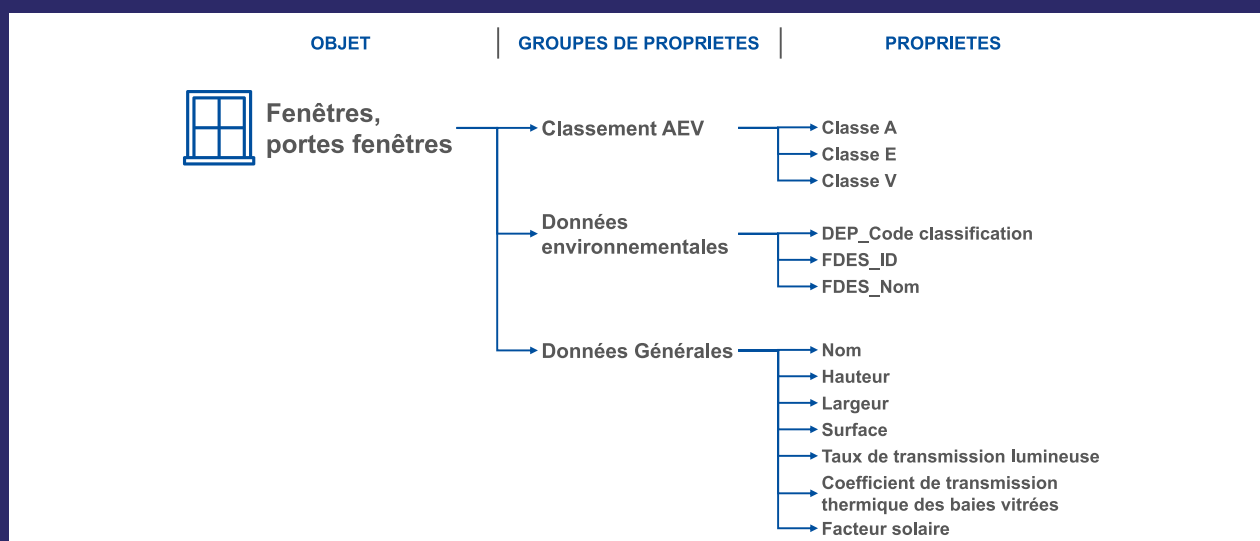 OBJET
GROUPES DE PROPRIETES
PROPRIETES
Fenêtres,
portes fenêtres
Classement AEV
Classe A
Classe E
Classe V
Données
environnementales
DEP_Code classification
FDES_ID
FDES_Nom
Données Générales
Nom
Hauteur
Largeur
Surface
Taux de transmission lumineuse
Coefficient de transmission
thermique des baies vitrées
Facteur solaire